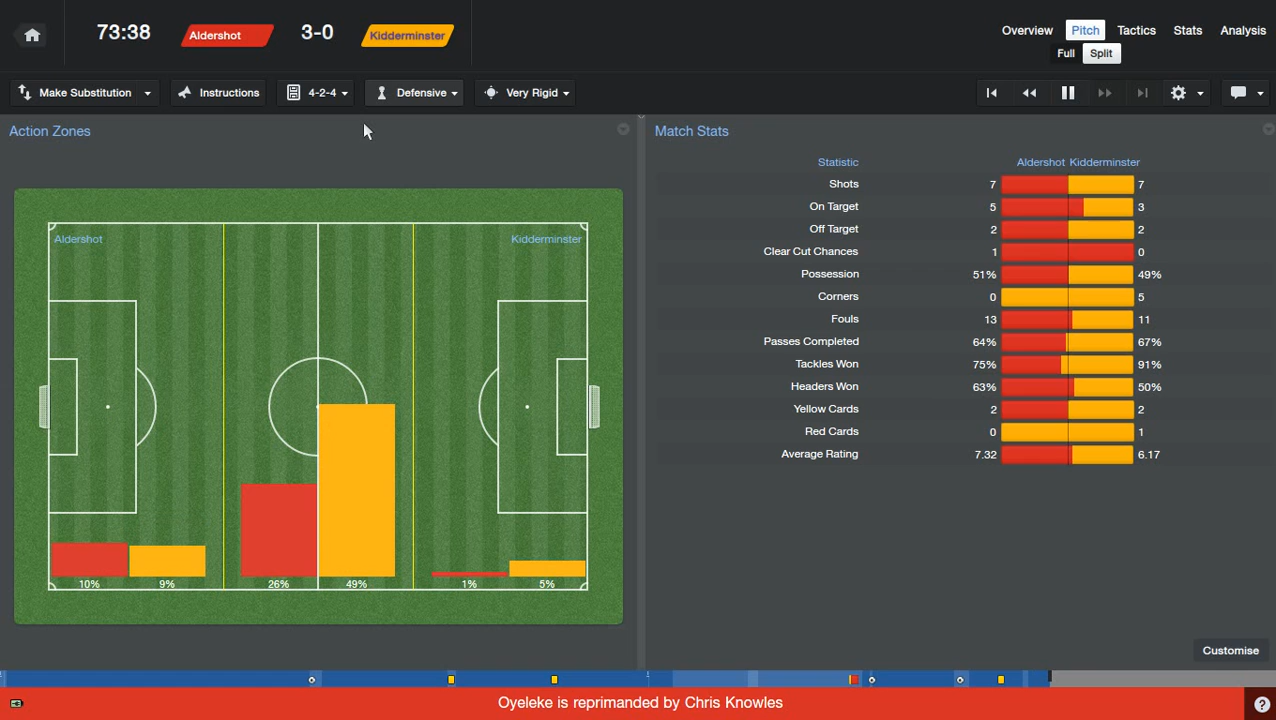 73:38 Aldershot 3-0 Kidderminster
Overview Pitch Tactics Stats Analysis
Full Split
Make Substitution Instructions 4-2-4 Defensive Very Rigid
Action Zones
Aldershot Kidderminster
10% 9% 26% 49% 1% 5%
Match Stats
Statistic Aldershot Kidderminster
Shots 7 7
On Target 5 3
Off Target 2 2
Clear Cut Chances 1 0
Possession 51% 49%
Corners 0 5
Fouls 13 11
Passes Completed 64% 67%
Tackles Won 75% 91%
Headers Won 63% 50%
Yellow Cards 2 2
Red Cards 0 1
Average Rating 7.32 6.17
Customise
Oyeleke is reprimanded by Chris Knowles
?